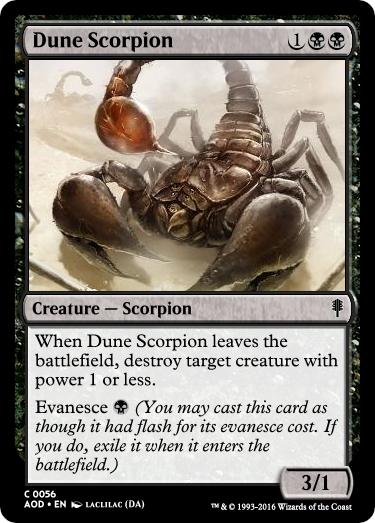 Dune Scorpion 1
Creature — Scorpion
When Dune Scorpion leaves the
battlefield, destroy target creature with
power 1 or less.
Evanesce (You may cast this card as
though it had flash for its evanesce cost. If
you do, exile it when it enters the
battlefield.)
3/1
C 0056
AOD • EN LACLILAC (DA)
™ & © 1993-2016 Wizards of the Coast